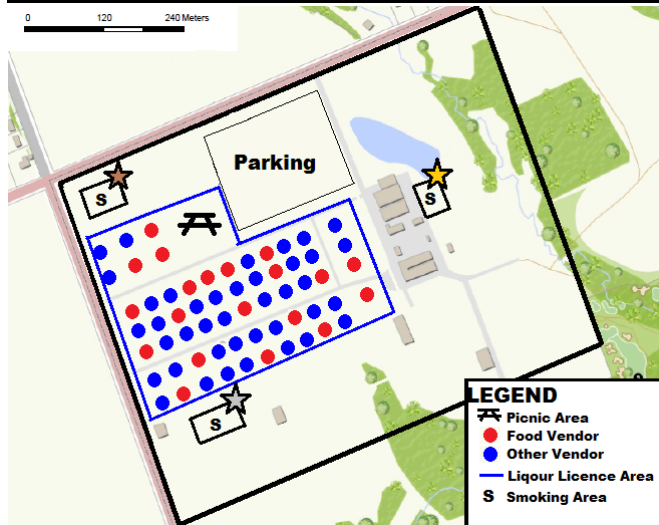 0 120 240 Meters
Parking
S
S
S
LEGEND
Picnic Area
Food Vendor
Other Vendor
Liqour Licence Area
S Smoking Area